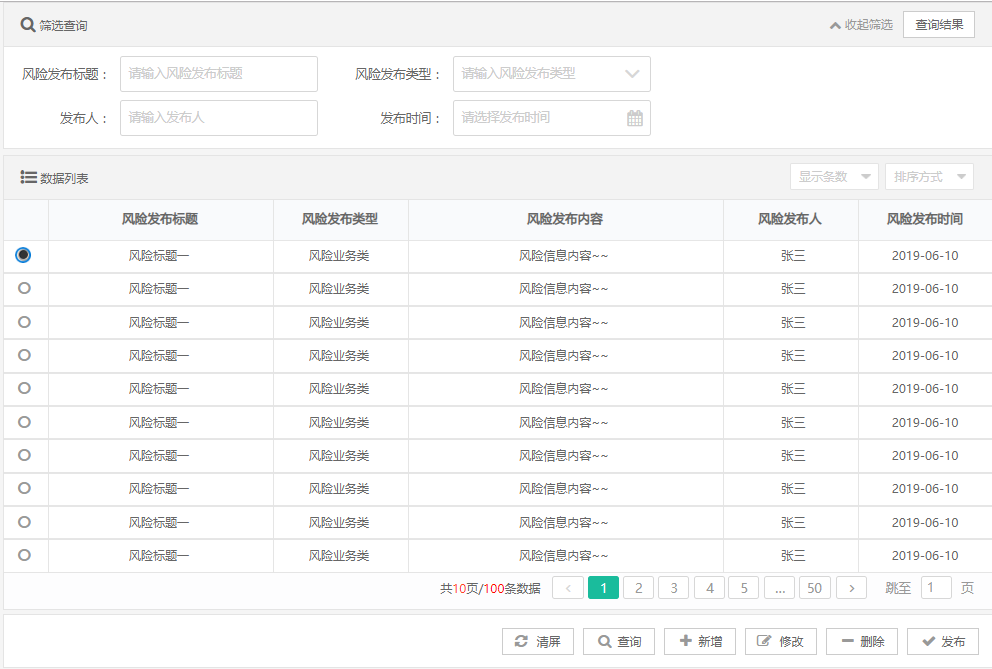 筛选查询 收起筛选 查询结果
风险发布标题： 请输入风险发布标题 风险发布类型： 请输入风险发布类型
发布人： 请输入发布人 发布时间： 请选择发布时间
数据列表 显示条数 排序方式
风险发布标题 风险发布类型 风险发布内容 风险发布人 风险发布时间
风险标题一 风险业务类 风险信息内容~~ 张三 2019-06-10
风险标题一 风险业务类 风险信息内容~~ 张三 2019-06-10
风险标题一 风险业务类 风险信息内容~~ 张三 2019-06-10
风险标题一 风险业务类 风险信息内容~~ 张三 2019-06-10
风险标题一 风险业务类 风险信息内容~~ 张三 2019-06-10
风险标题一 风险业务类 风险信息内容~~ 张三 2019-06-10
风险标题一 风险业务类 风险信息内容~~ 张三 2019-06-10
风险标题一 风险业务类 风险信息内容~~ 张三 2019-06-10
风险标题一 风险业务类 风险信息内容~~ 张三 2019-06-10
风险标题一 风险业务类 风险信息内容~~ 张三 2019-06-10
共10页/100条数据 < 1 2 3 4 5 ... 50 > 跳至 1 页
清屏 查询 新增 修改 删除 发布